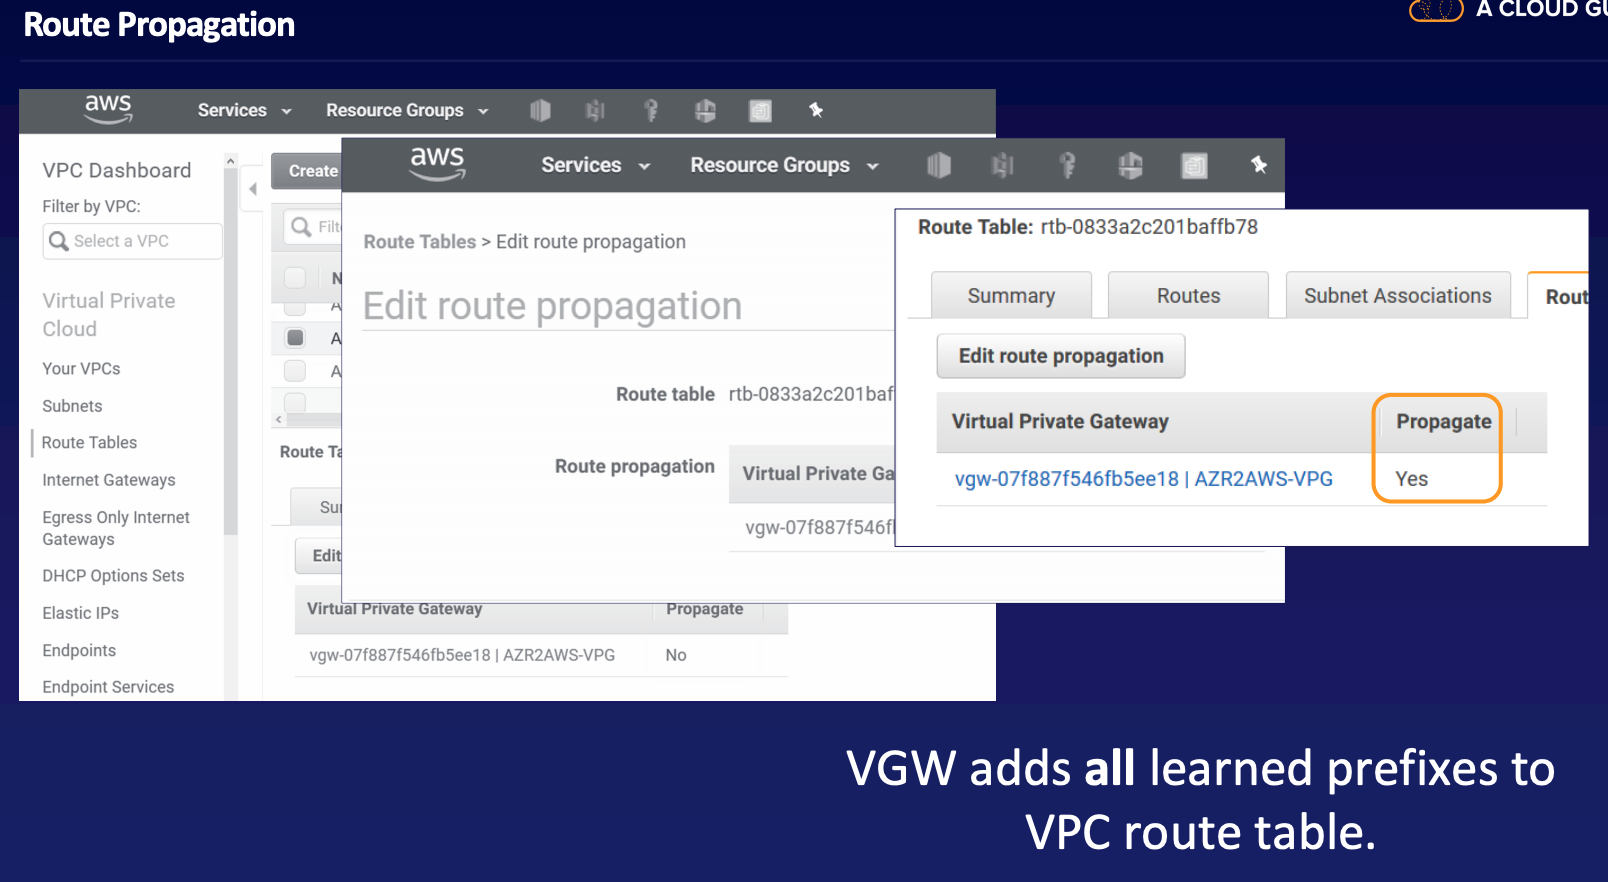 Route Propagation
A CLOUD GU
aws
Services
Resource Groups
VPC Dashboard
Filter by VPC:
Select a VPC
Virtual Private
Cloud
Your VPCs
Subnets
Route Tables
Internet Gateways
Egress Only Internet
Gateways
DHCP Options Sets
Elastic IPs
Endpoints
Endpoint Services
Create
Filt
N
A
A
A
Route Ta
Su
Edit
Virtual Private Gateway Propagate
vgw-07f887f546fb5ee18 | AZR2AWS-VPG No
aws
Services
Resource Groups
Route Tables > Edit route propagation
Edit route propagation
Route table rtb-0833a2c201baf
Route propagation Virtual Private Ga
vgw-07f887f546f
Route Table: rtb-0833a2c201baffb78
Summary
Routes
Subnet Associations
Rout
Edit route propagation
Virtual Private Gateway Propagate
vgw-07f887f546fb5ee18 | AZR2AWS-VPG Yes
VGW adds all learned prefixes to
VPC route table.